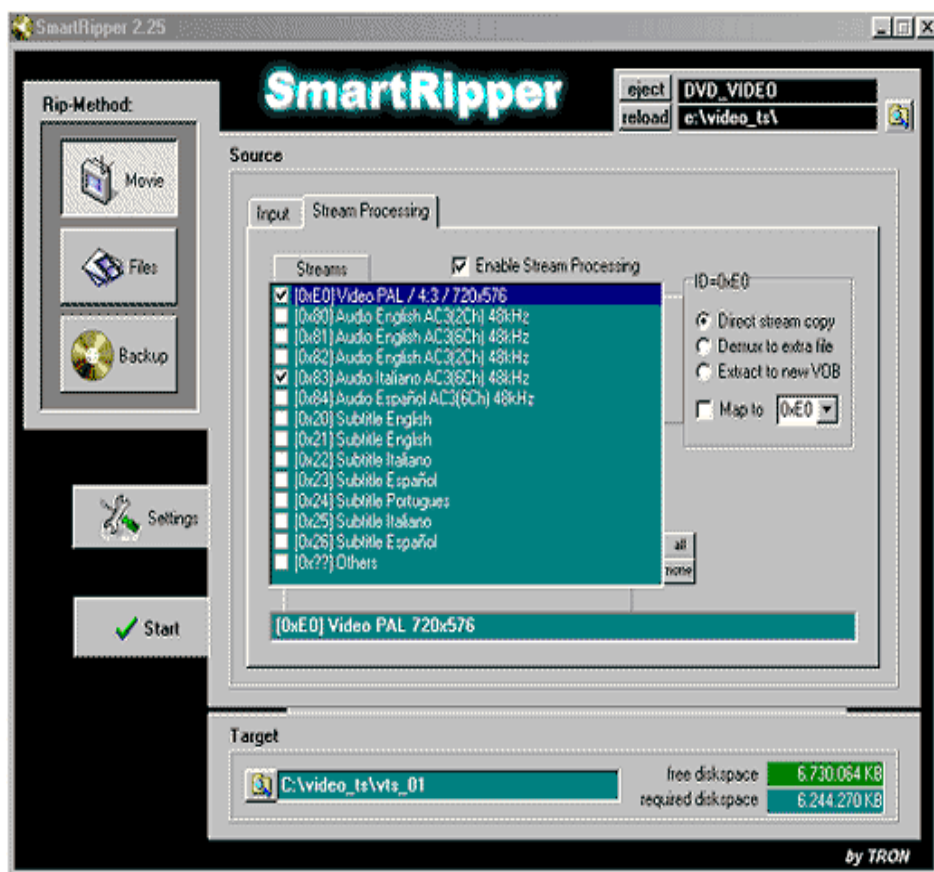 SmartRipper 2.25
SmartRipper
eject DVD_VIDEO
reload e:\video_ts\
Rip-Method:
Movie
Files
Backup
Settings
Start
Source
Input Stream Processing
Streams Enable Stream Processing
[0xE0] Video PAL / 4:3 / 720x576
[0x80] Audio English AC3(2Ch) 48kHz
[0x81] Audio English AC3(6Ch) 48kHz
[0x82] Audio English AC3(2Ch) 48kHz
[0x83] Audio Italiano AC3(6Ch) 48kHz
[0x84] Audio Español AC3(6Ch) 48kHz
[0x20] Subtitle English
[0x21] Subtitle English
[0x22] Subtitle Italiano
[0x23] Subtitle Español
[0x24] Subtitle Portugues
[0x25] Subtitle Italiano
[0x26] Subtitle Español
[0x??] Others
ID=0xE0
Direct stream copy
Demux to extra file
Extract to new VOB
Map to 0xE0
all
none
[0xE0] Video PAL 720x576
Target
C:\video_ts\vts_01
free diskspace 6.730.064 KB
required diskspace 6.244.270 KB
by TRON